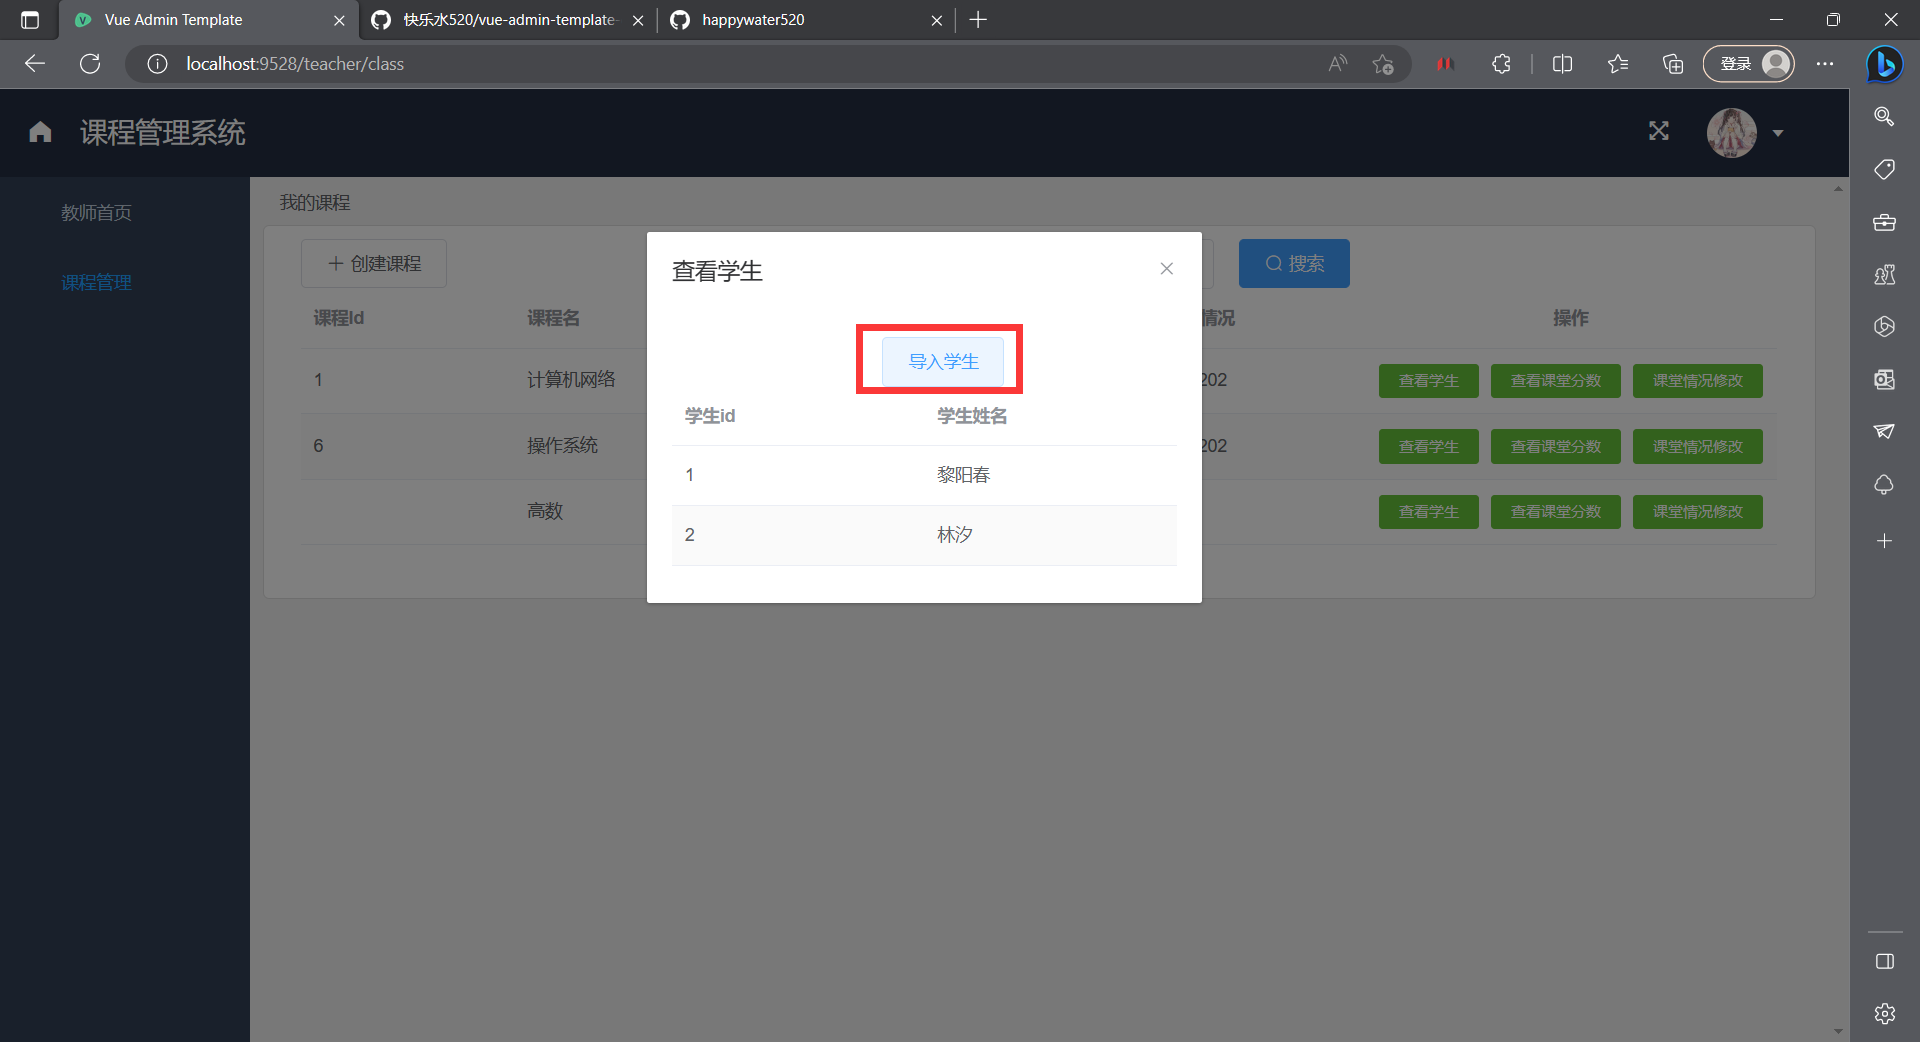 Vue Admin Template
快乐水520/vue-admin-template-
happywater520
localhost:9528/teacher/class
登录
课程管理系统
教师首页
课程管理
我的课程
创建课程
搜索
课程Id
课程名
情况
操作
1
计算机网络
202
查看学生
查看课堂分数
课堂情况修改
6
操作系统
202
查看学生
查看课堂分数
课堂情况修改
高数
查看学生
查看课堂分数
课堂情况修改
查看学生
导入学生
学生id
学生姓名
1
黎阳春
2
林汐